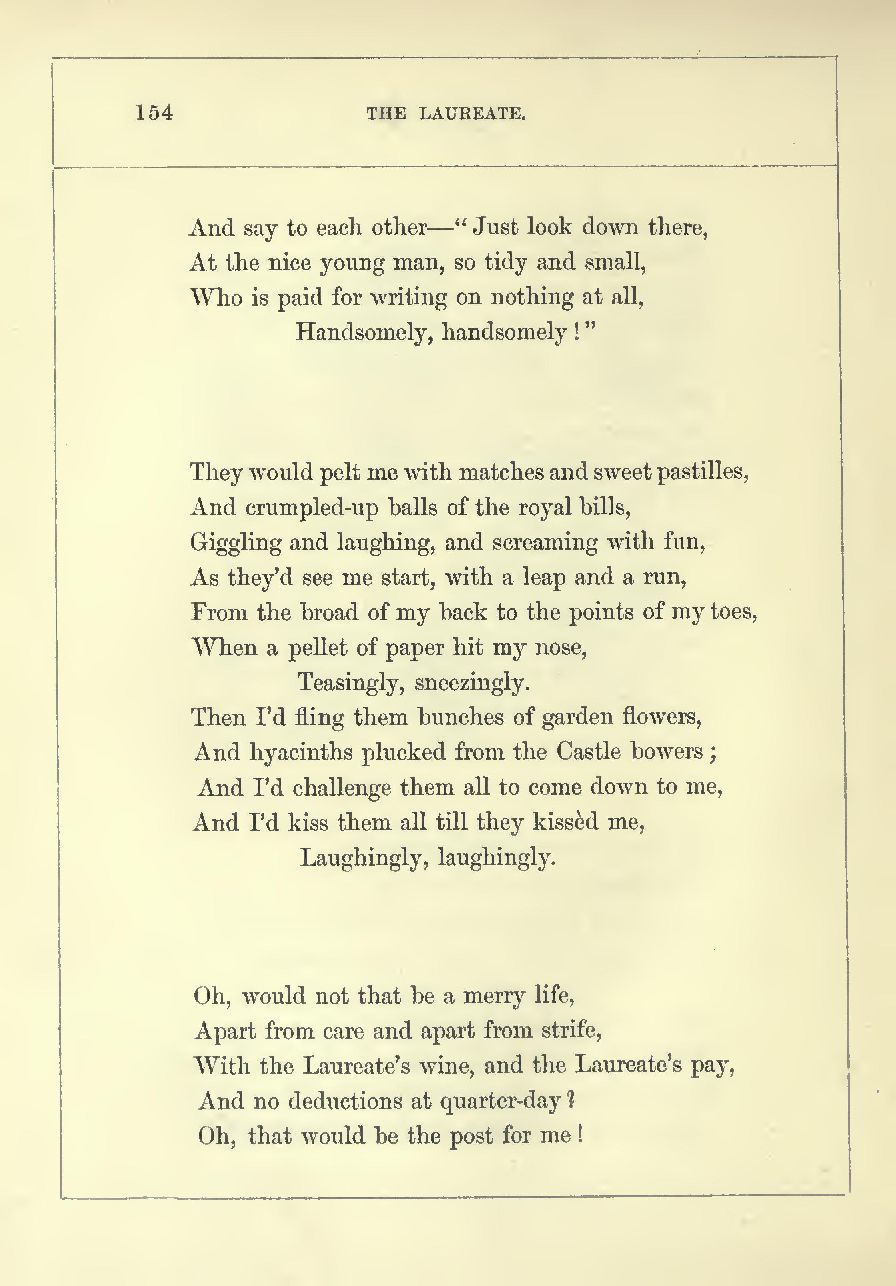 154 THE LAUREATE.
And say to each other—“Just look down there,
At the nice young man, so tidy and small,
Who is paid for writing on nothing at all,
Handsomely, handsomely!”
They would pelt me with matches and sweet pastilles,
And crumpled-up balls of the royal bills,
Giggling and laughing, and screaming with fun,
As they’d see me start, with a leap and a run,
From the broad of my back to the points of my toes,
When a pellet of paper hit my nose,
Teasingly, sneezingly.
Then I’d fling them bunches of garden flowers,
And hyacinths plucked from the Castle bowers;
And I’d challenge them all to come down to me,
And I’d kiss them all till they kissèd me,
Laughingly, laughingly.
Oh, would not that be a merry life,
Apart from care and apart from strife,
With the Laureate’s wine, and the Laureate’s pay,
And no deductions at quarter-day?
Oh, that would be the post for me!